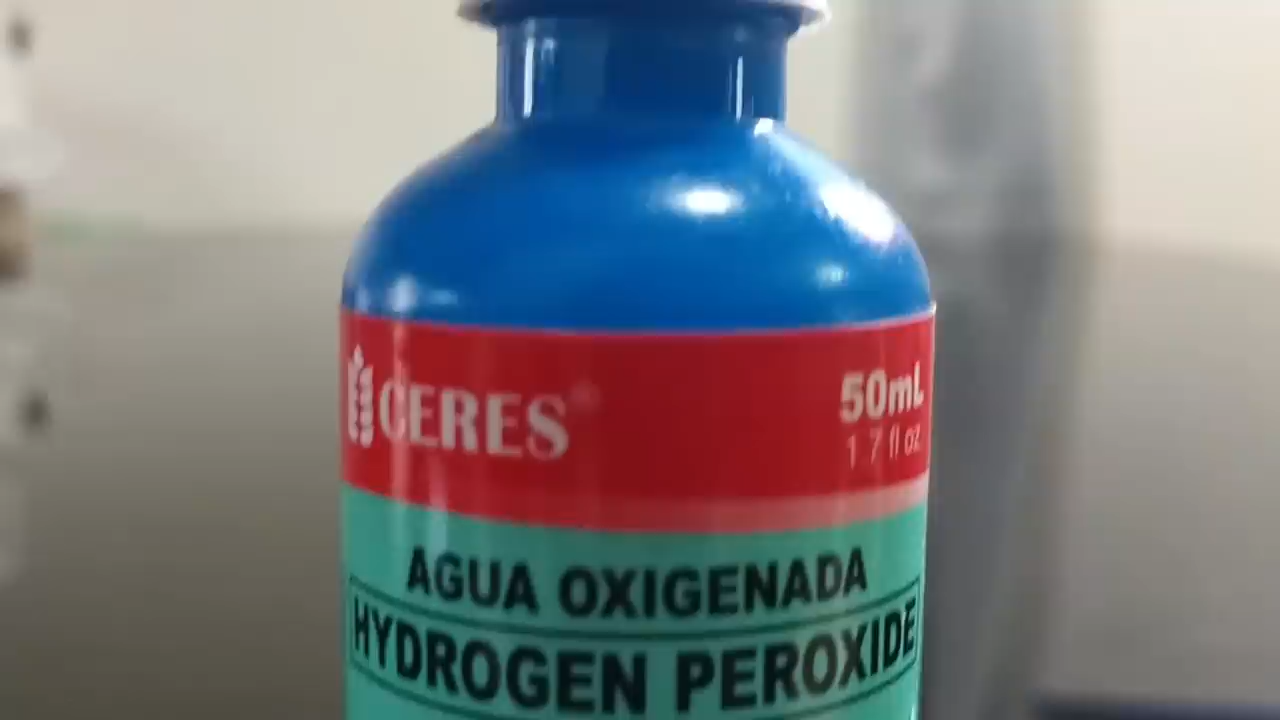 CERES®
50mL
1.7 fl oz
AGUA OXIGENADA
HYDROGEN PEROXIDE